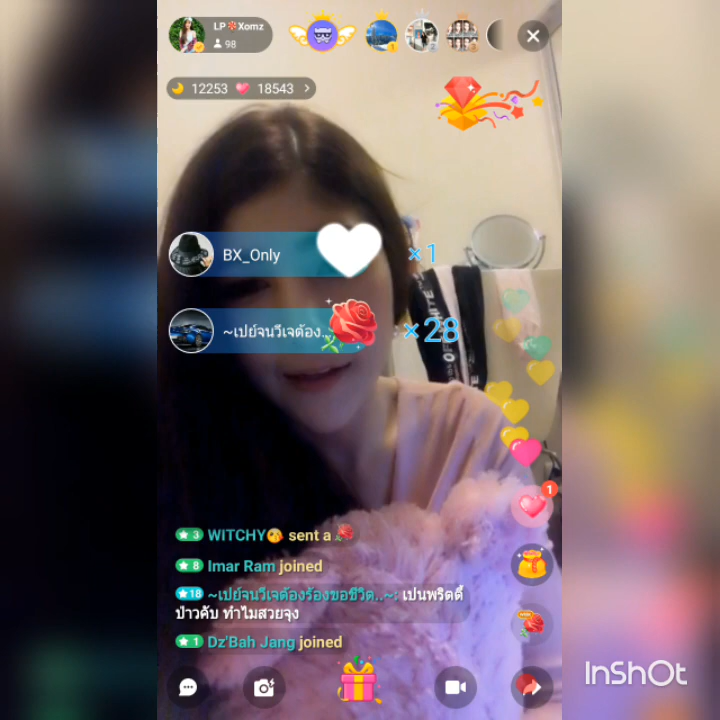 LP🍭Xomz
98
1
12253 18543 >
BX_Only ×1
~เปย์จนวีเจต้อง... ×28
1
3 WITCHY😘 sent a 🌹
8 Imar Ram joined
18 ~เปย์จนวีเจต้องร้องขอชีวิต..~: เปนพริตตี้
ป่าวคับ ทำไมสวยจุง
1 Dz'Bah Jang joined
InShOt